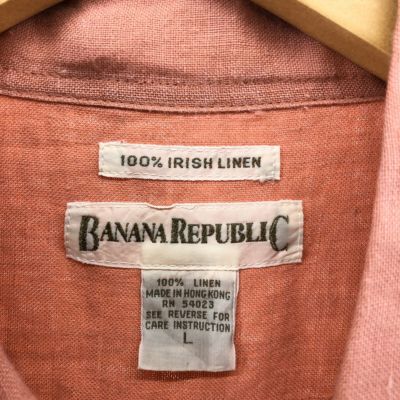 100% IRISH LINEN
BANANA REPUBLIC
100% LINEN
MADE IN HONG KONG
RN 54023
SEE REVERSE FOR
CARE INSTRUCTION
L